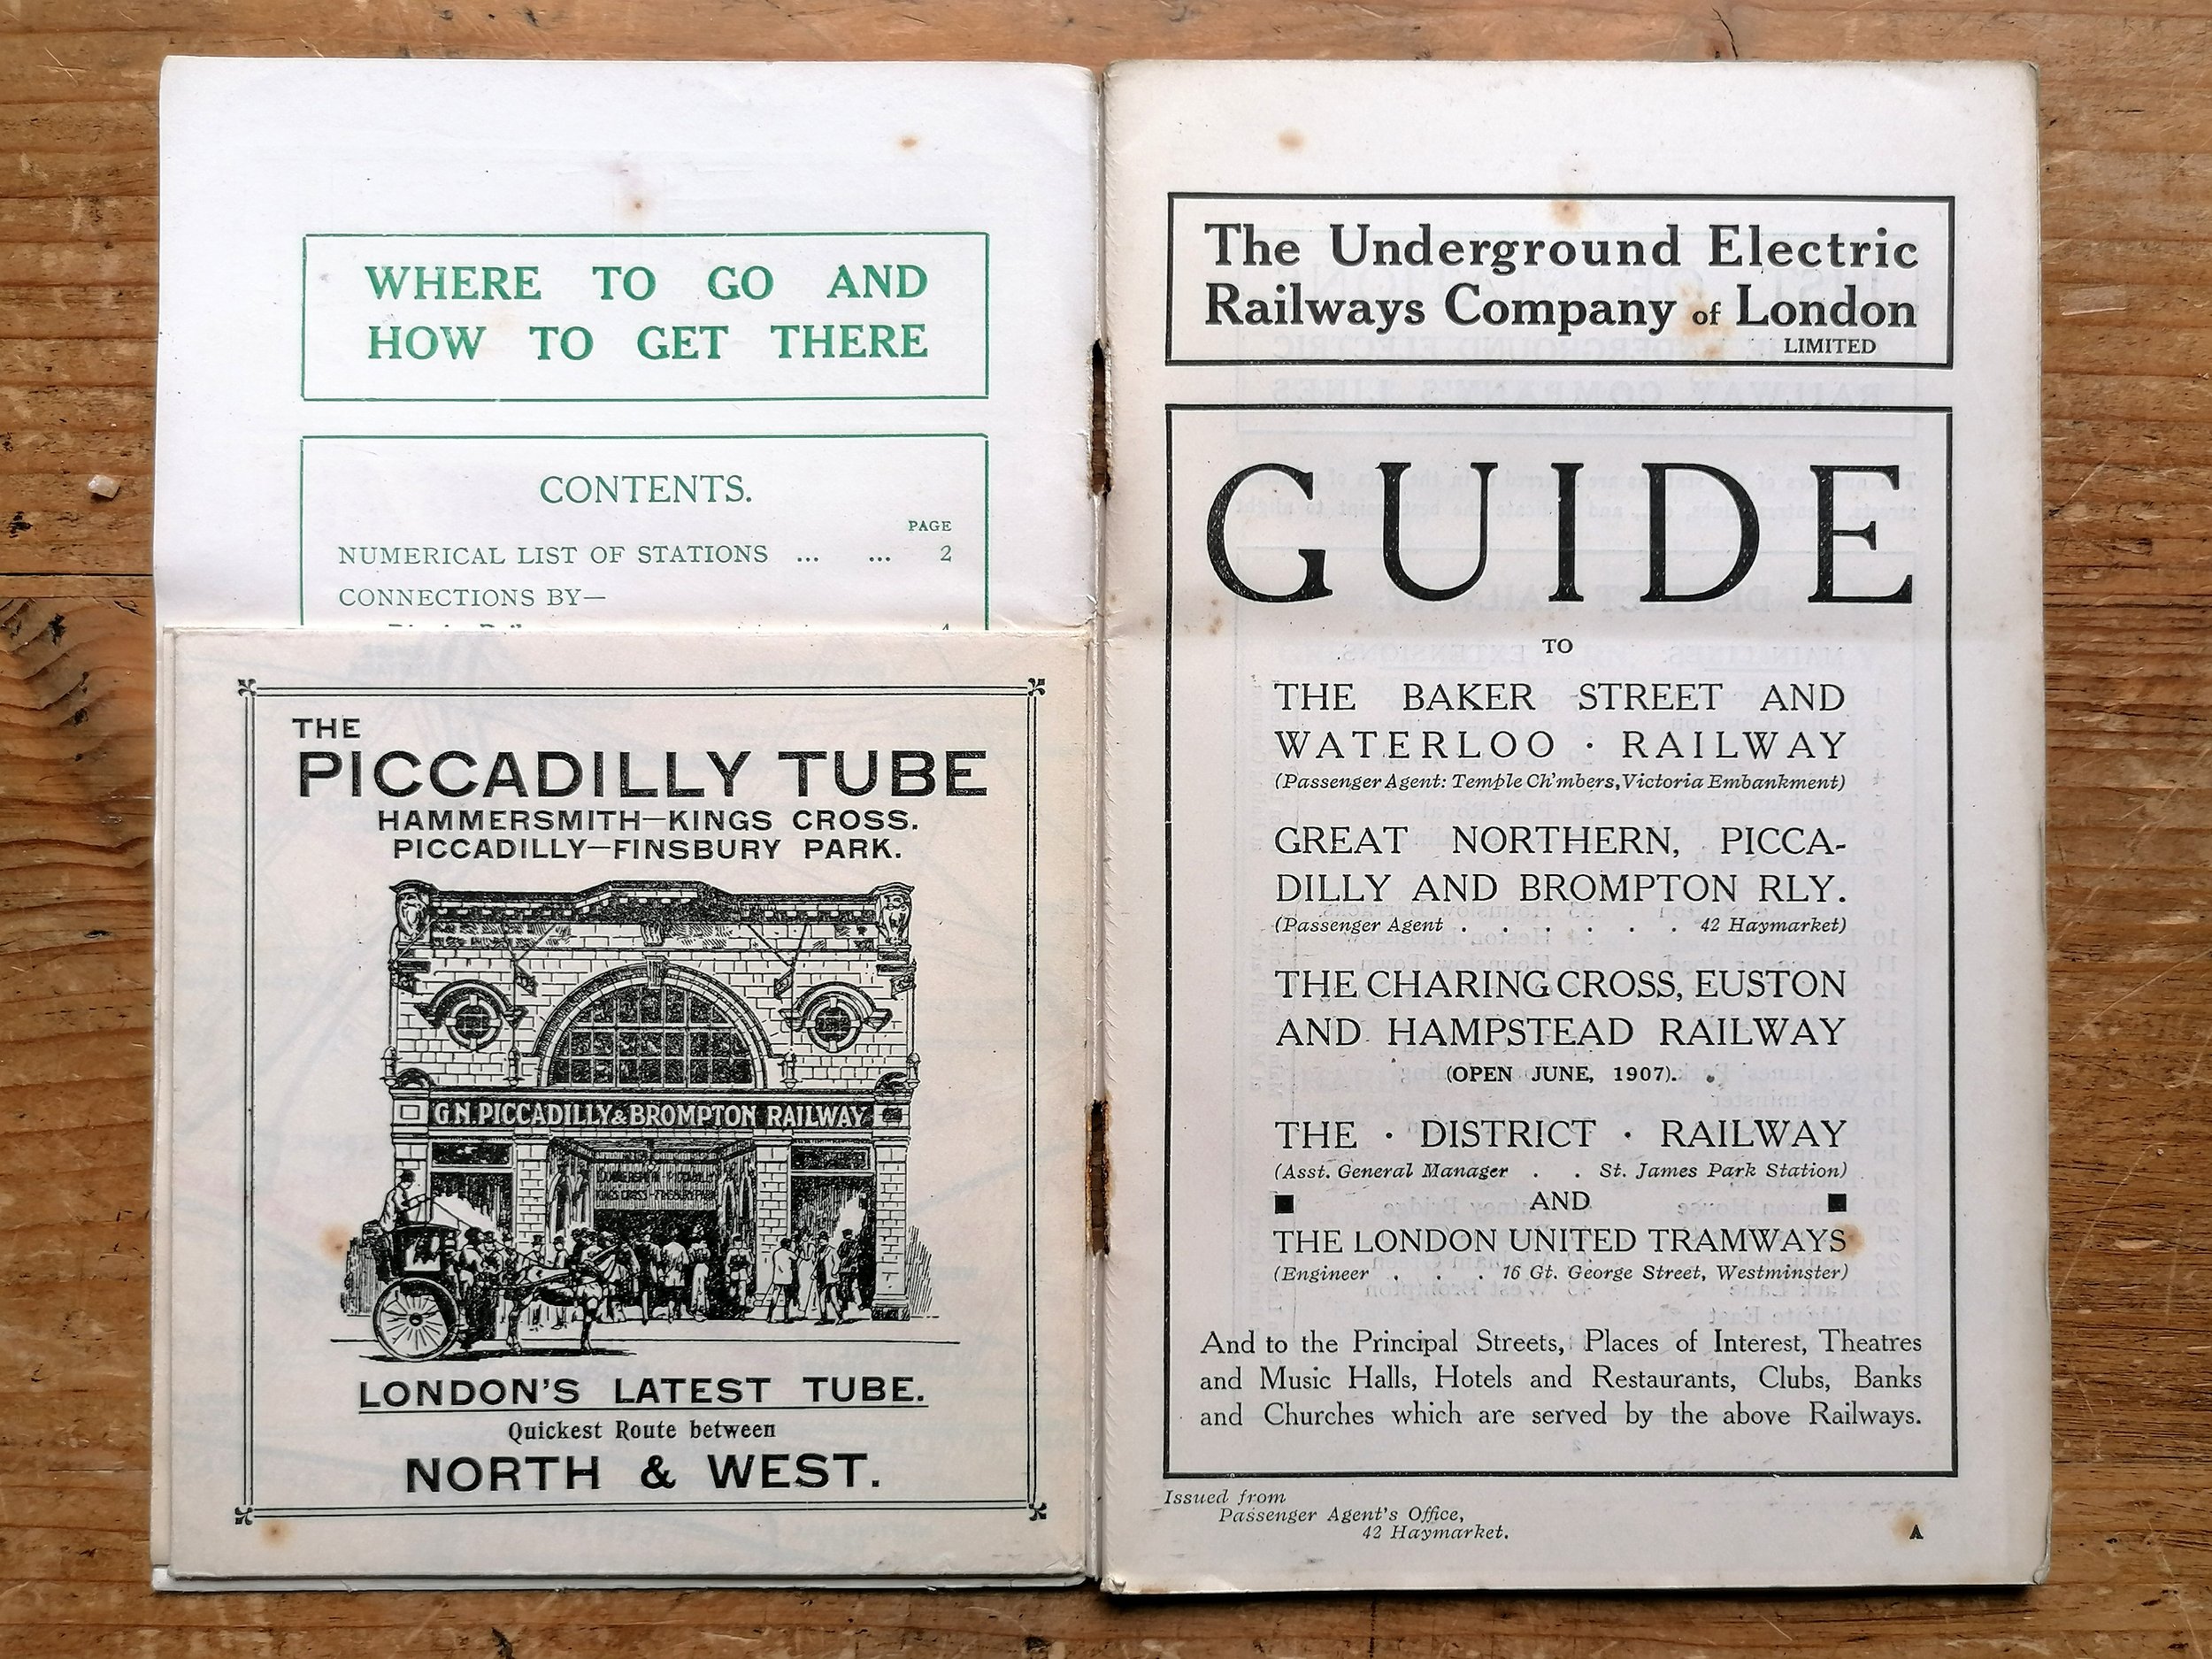 WHERE TO GO AND
HOW TO GET THERE
CONTENTS.
PAGE
NUMERICAL LIST OF STATIONS ... ... 2
CONNECTIONS BY—
THE
PICCADILLY TUBE
HAMMERSMITH—KINGS CROSS.
PICCADILLY—FINSBURY PARK.
G.N. PICCADILLY & BROMPTON RAILWAY
LONDON'S LATEST TUBE.
Quickest Route between
NORTH & WEST.
The Underground Electric
Railways Company of London
LIMITED
GUIDE
TO
THE BAKER STREET AND
WATERLOO · RAILWAY
(Passenger Agent: Temple Ch'mbers, Victoria Embankment)
GREAT NORTHERN, PICCA-
DILLY AND BROMPTON RLY.
(Passenger Agent . . . . . . 42 Haymarket)
THE CHARING CROSS, EUSTON
AND HAMPSTEAD RAILWAY
(OPEN JUNE, 1907).
THE · DISTRICT · RAILWAY
(Asst. General Manager . . St. James Park Station)
AND
THE LONDON UNITED TRAMWAYS
(Engineer . . . 16 Gt. George Street, Westminster)
And to the Principal Streets, Places of Interest, Theatres
and Music Halls, Hotels and Restaurants, Clubs, Banks
and Churches which are served by the above Railways.
Issued from
Passenger Agent's Office,
42 Haymarket.
A